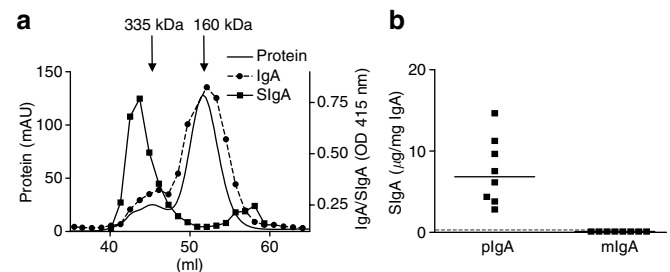 a
335 kDa
160 kDa
Protein
IgA
SIgA
150
100
50
0
Protein (mAU)
0.75
0.50
0.25
IgA/SIgA (OD 415 nm)
40
50
60
(ml)
b
20
10
0
SIgA (μg/mg IgA)
pIgA
mIgA